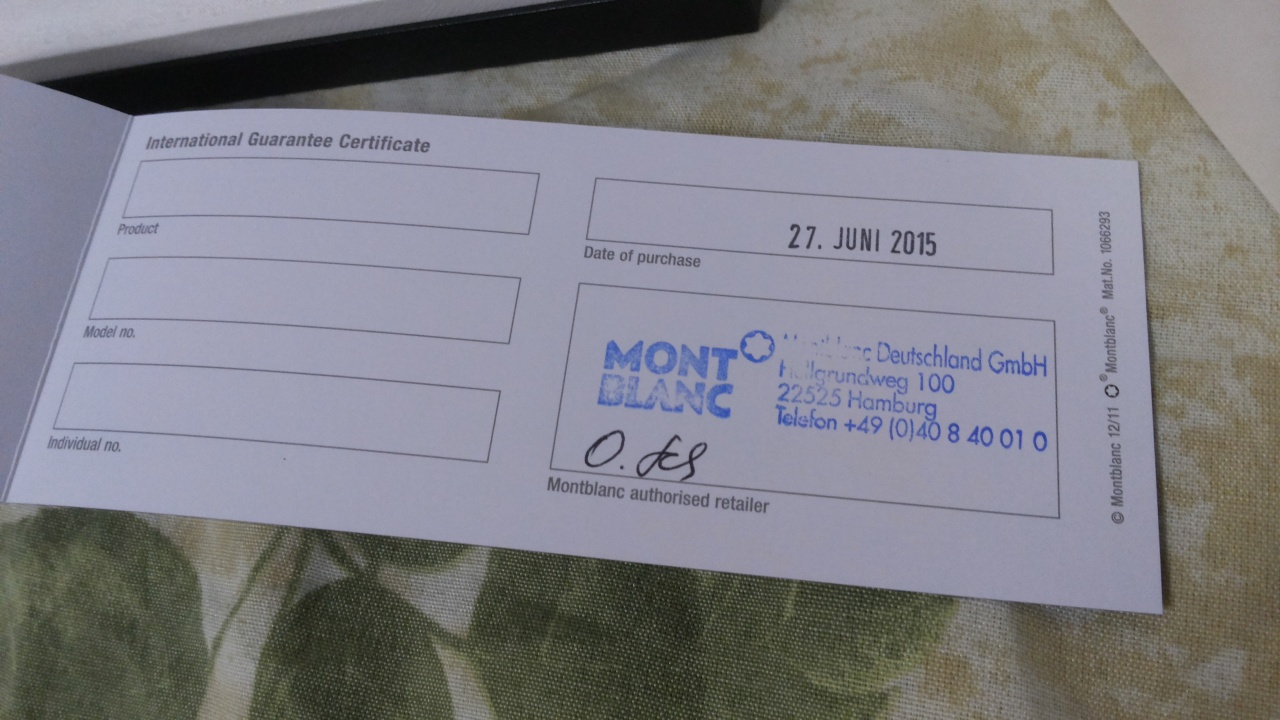 International Guarantee Certificate
Product
Model no.
Individual no.
27. JUNI 2015
Date of purchase
MONT
BLANC
Deutschland GmbH
100
22525 Hamburg
Telefon +49 (0)40 8 40 01 0
Montblanc authorised retailer
© Montblanc 12/11 ® Montblanc® Mat.No. 1066293